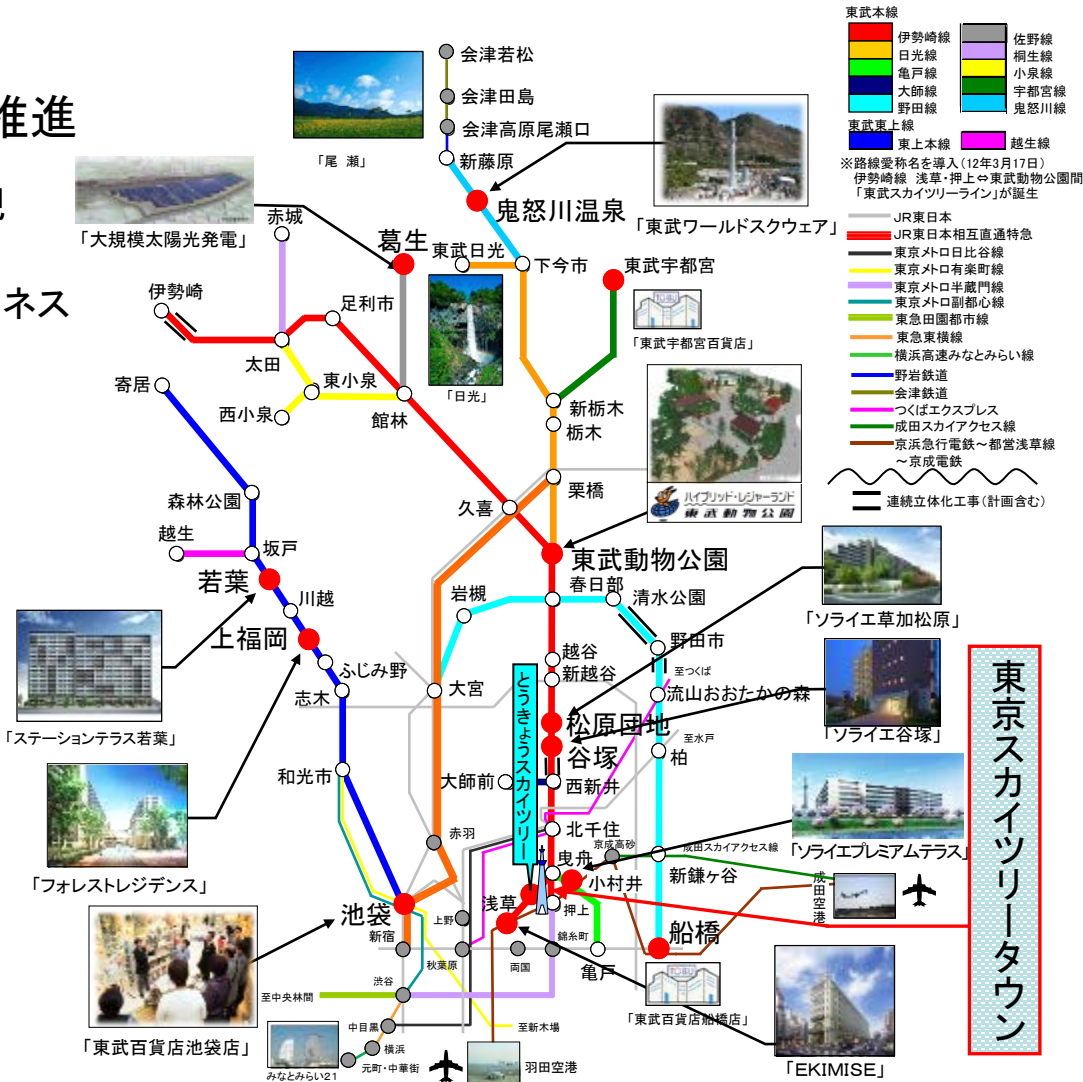 推進
ネス
会津若松
会津田島
会津高原尾瀬口
新藤原
鬼怒川温泉
「尾 瀬」
「大規模太陽光発電」
「東武ワールドスクウェア」
赤城
葛生
東武日光
下今市
東武宇都宮
TOBU
「東武宇都宮百貨店」
「日光」
伊勢崎
足利市
太田
東小泉
西小泉
館林
寄居
新栃木
栃木
栗橋
久喜
森林公園
越生
坂戸
若葉
川越
上福岡
ふじみ野
志木
和光市
ハイブリッド・レジャーランド
東武動物公園
東武動物公園
春日部
清水公園
岩槻
野田市
越谷
新越谷
至つくば
流山おおたかの森
大宮
松原団地
谷塚
至水戸
柏
大師前
西新井
とうきょうスカイツリー
北千住
赤羽
京成高砂
成田スカイアクセス線
曳舟
小村井
新鎌ヶ谷
成田空港
浅草
押上
池袋
上野
新宿
秋葉原
両国
錦糸町
亀戸
船橋
渋谷
至中央林間
中目黒
至新木場
横浜
元町・中華街
みなとみらい21
羽田空港
「ステーションテラス若葉」
「フォレストレジデンス」
「東武百貨店池袋店」
TOBU
「東武百貨店船橋店」
「EKIMISE」
「ソライエ草加松原」
「ソライエ谷塚」
「ソライエプレミアムテラス」
東京スカイツリータウン
東武本線
伊勢崎線
日光線
亀戸線
大師線
野田線
佐野線
桐生線
小泉線
宇都宮線
鬼怒川線
東武東上線
東上本線
越生線
※路線愛称名を導入(12年3月17日)
伊勢崎線 浅草・押上⇔東武動物公園間
「東武スカイツリーライン」が誕生
JR東日本
JR東日本相互直通特急
東京メトロ日比谷線
東京メトロ有楽町線
東京メトロ半蔵門線
東京メトロ副都心線
東急田園都市線
東急東横線
横浜高速みなとみらい線
野岩鉄道
会津鉄道
つくばエクスプレス
成田スカイアクセス線
京浜急行電鉄～都営浅草線
～京成電鉄
連続立体化工事(計画含む)